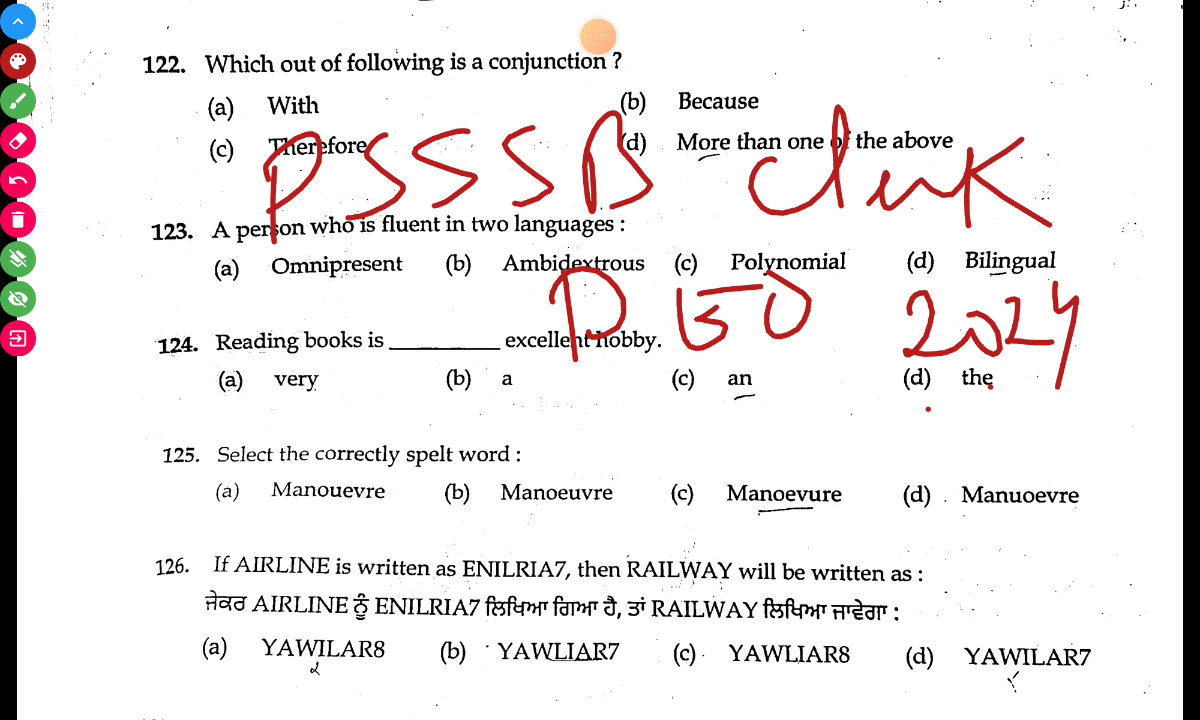 122. Which out of following is a conjunction ?
(a) With (b) Because
(c) Therefore (d) More than one of the above
PSSSB Clerk
123. A person who is fluent in two languages :
(a) Omnipresent (b) Ambidextrous (c) Polynomial (d) Bilingual
2024
124. Reading books is ________ excellent hobby.
(a) very (b) a (c) an (d) the
125. Select the correctly spelt word :
(a) Manouevre (b) Manoeuvre (c) Manoevure (d) Manuoevre
126. If AIRLINE is written as ENILRIA7, then RAILWAY will be written as :
ਜੇਕਰ AIRLINE ਨੂੰ ENILRIA7 ਲਿਖਿਆ ਗਿਆ ਹੈ, ਤਾਂ RAILWAY ਲਿਖਿਆ ਜਾਵੇਗਾ :
(a) YAWILAR8 (b) YAWLIAR7 (c) YAWLIAR8 (d) YAWILAR7